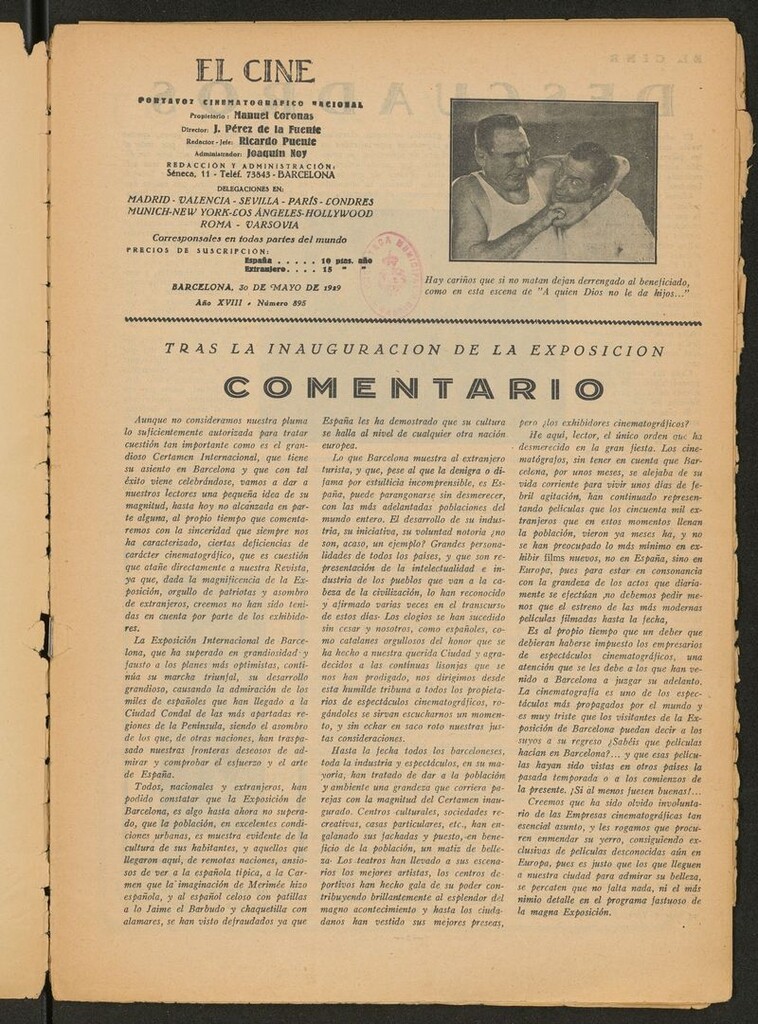 EL CINE
PORTAVOZ CINEMATOGRAFICO NACIONAL
Propietario: Manuel Coronas
Director: J. Pérez de la Fuente
Redactor-Jefe: Ricardo Puente
Administrador: Joaquín Noy
REDACCIÓN Y ADMINISTRACIÓN:
Séneca, 11 - Teléf. 73843 - BARCELONA
DELEGACIONES EN:
MADRID - VALENCIA - SEVILLA - PARÍS - LONDRES
MUNICH-NEW YORK-LOS ÁNGELES-HOLLYWOOD
ROMA - VARSOVIA
Corresponsales en todas partes del mundo
PRECIOS DE SUSCRIPCIÓN:
España . . . . . 10 ptas. año
Extranjero. . . . 15 " "
BARCELONA, 30 DE MAYO DE 1929
Año XVIII • Número 895
Hay cariños que si no matan dejan derrengado al beneficiado,
como en esta escena de "A quien Dios no le da hijos..."
TRAS LA INAUGURACION DE LA EXPOSICION
COMENTARIO
Aunque no consideramos nuestra pluma
lo suficientemente autorizada para tratar
cuestión tan importante como es el gran-
dioso Certamen Internacional, que tiene
su asiento en Barcelona y que con tal
éxito viene celebrándose, vamos a dar a
nuestros lectores una pequeña idea de su
magnitud, hasta hoy no alcanzada en par-
te alguna, al propio tiempo que comenta-
remos con la sinceridad que siempre nos
ha caracterizado, ciertas deficiencias de
carácter cinematográfico, que es cuestión
que atañe directamente a nuestra Revista,
ya que, dada la magnificencia de la Ex-
posición, orgullo de patriotas y asombro
de extranjeros, creemos no han sido teni-
das en cuenta por parte de los exhibido-
res.
La Exposición Internacional de Barce-
lona, que ha superado en grandiosidad y
fausto a los planes más optimistas, conti-
núa su marcha triunfal, su desarrollo
grandioso, causando la admiración de los
miles de españoles que han llegado a la
Ciudad Condal de las más apartadas re-
giones de la Península, siendo el asombro
de los que, de otras naciones, han traspa-
sado nuestras fronteras deseosos de ad-
mirar y comprobar el esfuerzo y el arte
de España.
Todos, nacionales y extranjeros, han
podido constatar que la Exposición de
Barcelona, es algo hasta ahora no supera-
do, que la población, en excelentes condi-
ciones urbanas, es muestra evidente de la
cultura de sus habitantes, y aquellos que
llegaron aquí, de remotas naciones, ansio-
sos de ver a la española típica, a la Car-
men que la imaginación de Merimée hizo
española, y al español celoso con patillas
a lo Jaime el Barbudo y chaquetilla con
alamares, se han visto defraudados ya que
España les ha demostrado que su cultura
se halla al nivel de cualquier otra nación
europea.
Lo que Barcelona muestra al extranjero
turista, y que, pese al que la denigra o di-
jama por estulticia incomprensible, es Es-
paña, puede parangonarse sin desmerecer,
con las más adelantadas poblaciones del
mundo entero. El desarrollo de su indus-
tria, su iniciativa, su voluntad notoria ¿no
son, acaso, un ejemplo? Grandes perso-
nalidades de todos los países, y que son re-
presentación de la intelectualidad e in-
dustria de los pueblos que van a la ca-
beza de la civilización, lo han reconocido
y afirmado varias veces en el transcurso
de estos días. Los elogios se han sucedido
sin cesar y nosotros, como españoles, co-
mo catalanes orgullosos del honor que se
ha hecho a nuestra querida Ciudad y agra-
decidos a las continuas lisonjas que se
nos han prodigado, nos dirigimos desde
esta humilde tribuna a todos los propieta-
rios de espectáculos cinematográficos, ro-
gándoles se sirvan escucharnos un momen-
to, y sin echar en saco roto nuestras jus-
tas consideraciones.
Hasta la fecha todos los barceloneses,
toda la industria y espectáculos, en su ma-
yoría, han tratado de dar a la población
y ambiente una grandeza que corriera pa-
rejas con la magnitud del Certamen inau-
gurado. Centros culturales, sociedades re-
creativas, casas particulares, etc., han en-
galanado sus fachadas y puesto, en bene-
ficio de la población, un matiz de belle-
za. Los teatros han llevado a sus escena-
rios los mejores artistas, los centros de-
portivos han hecho gala de su poder con-
tribuyendo brillantemente al esplendor del
magno acontecimiento y hasta los ciuda-
danos han vestido sus mejores preseas,
pero ¿los exhibidores cinematográficos?
He aquí, lector, el único orden que ha
desmerecido en la gran fiesta. Los cine-
matógrafos, sin tener en cuenta que Bar-
celona, por unos meses, se alejaba de su
vida corriente para vivir unos días de fe-
bril agitación, han continuado represen-
tando películas que los cincuenta mil ex-
tranjeros que en estos momentos llenan
la población, vieron ya meses ha, y no
se han preocupado lo más mínimo en ex-
hibir films nuevos, no en España, sino en
Europa, pues para estar en consonancia
con la grandeza de los actos que diaria-
mente se efectúan ¿no debemos pedir me-
nos que el estreno de las más modernas
películas filmadas hasta la fecha,
Es al propio tiempo que un deber que
debieran haberse impuesto los empresarios
de espectáculos cinematográficos, una
atención que se les debe a los que han ve-
nido a Barcelona a juzgar su adelanto.
La cinematografía es uno de los espec-
táculos más propagados por el mundo y
es muy triste que los visitantes de la Ex-
posición de Barcelona puedan decir a los
suyos a su regreso ¿Sabéis que películas
hacían en Barcelona?... y que esas pelícu-
las hayan sido vistas en otros países la
pasada temporada o a los comienzos de
la presente. ¡Si al menos fuesen buenas!...
Creemos que ha sido olvido involunta-
rio de las Empresas cinematográficas tan
esencial asunto, y les rogamos que procu-
ren enmendar su yerro, consiguiendo ex-
clusivas de películas desconocidas aún en
Europa, pues es justo que los que lleguen
a nuestra ciudad para admirar su belleza,
se percaten que no falta nada, ni el más
nimio detalle en el programa fastuoso de
la magna Exposición.